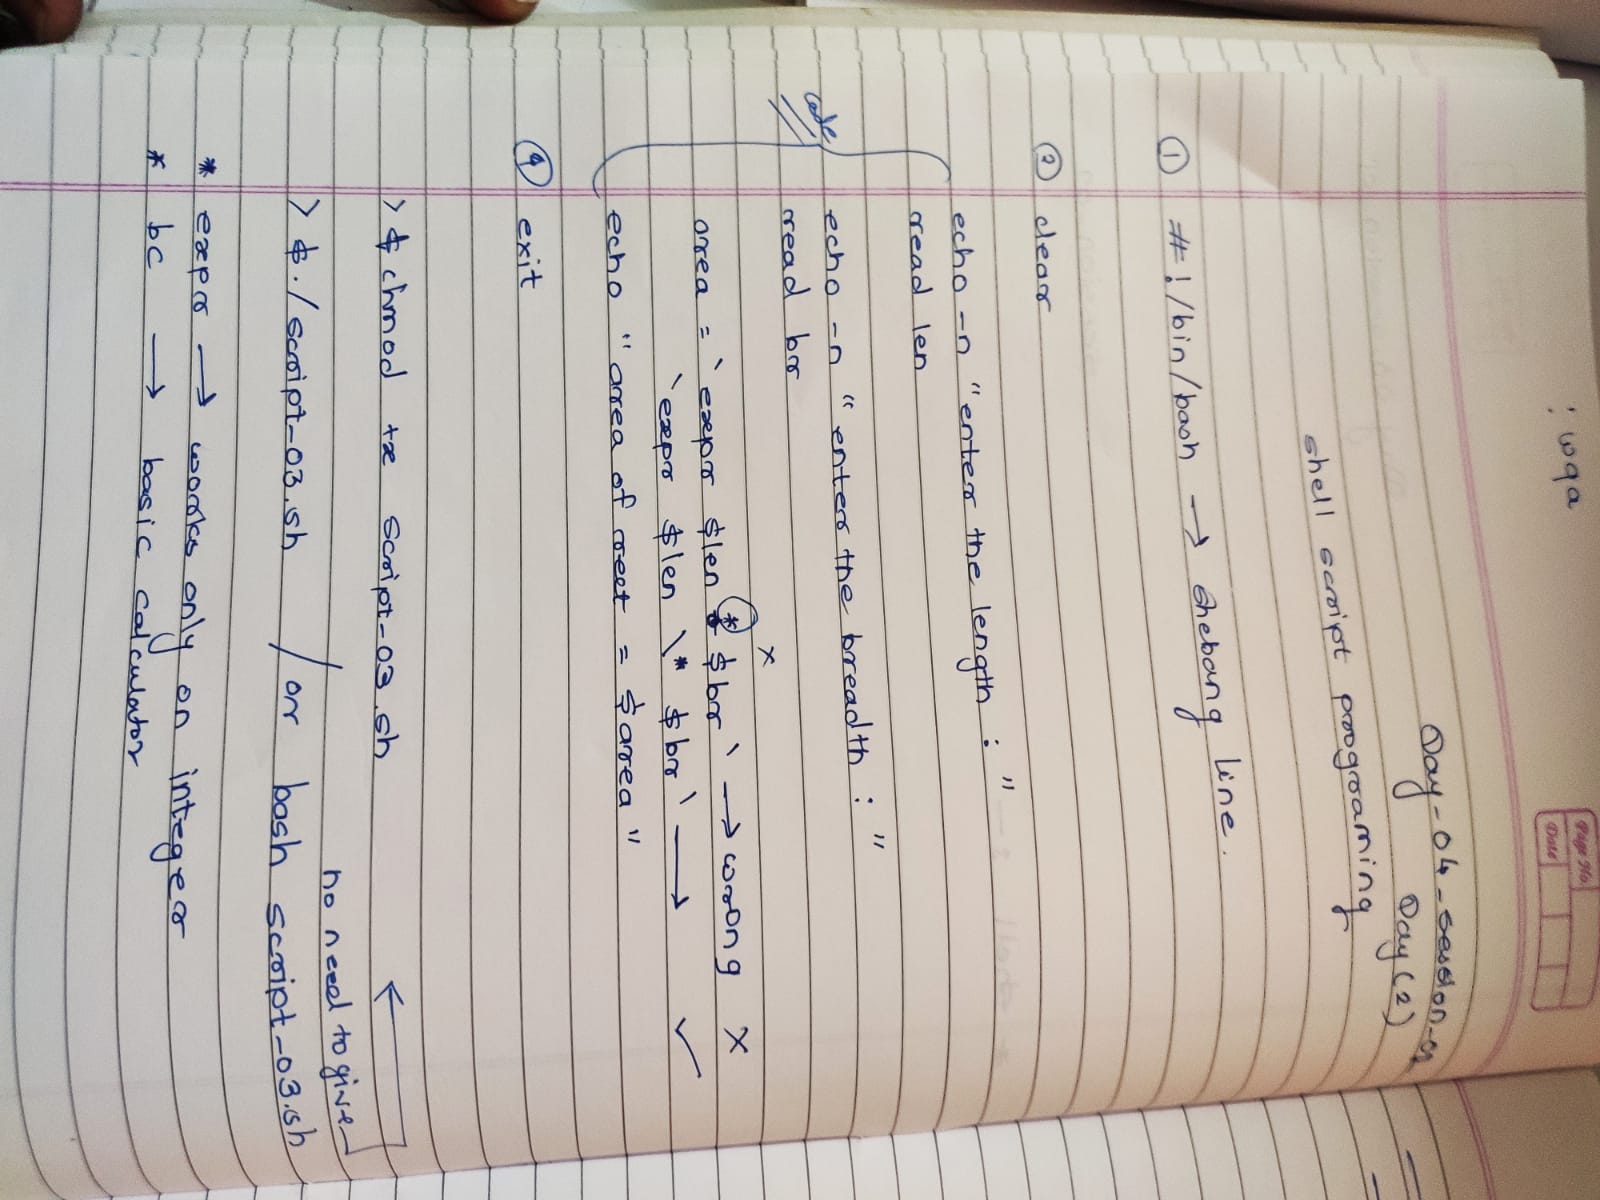 : wqa
Page No.
Date
Day-04-session-02
Day(2)
shell script programing
① #!/bin/bash → shebang line.
② clear
echo -n "enter the length : "
read len
echo -n "enter the breadth : "
read br
code
x
area = `expr $len * $br` → wrong ×
`expr $len \* $br` → ✓
echo "area of rect = $area"
④ exit
> $ chmod +x script-03.sh ←
no need to give
> $ ./script-03.sh / or bash script-03.sh
* expr → works only on integer
* bc → basic calculator